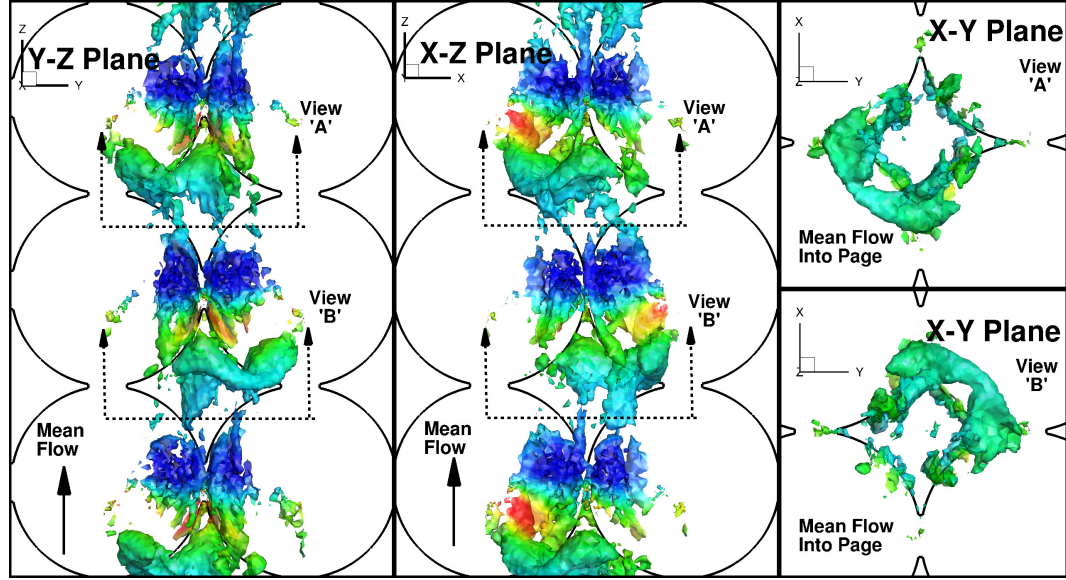 Z
Y-Z Plane
X
Y
View
'A'
View
'B'
Mean
Flow
Z
X-Z Plane
Y
X
View
'A'
View
'B'
Mean
Flow
X
X-Y Plane
Z
Y
View
'A'
Mean Flow
Into Page
X
X-Y Plane
Z
Y
View
'B'
Mean Flow
Into Page